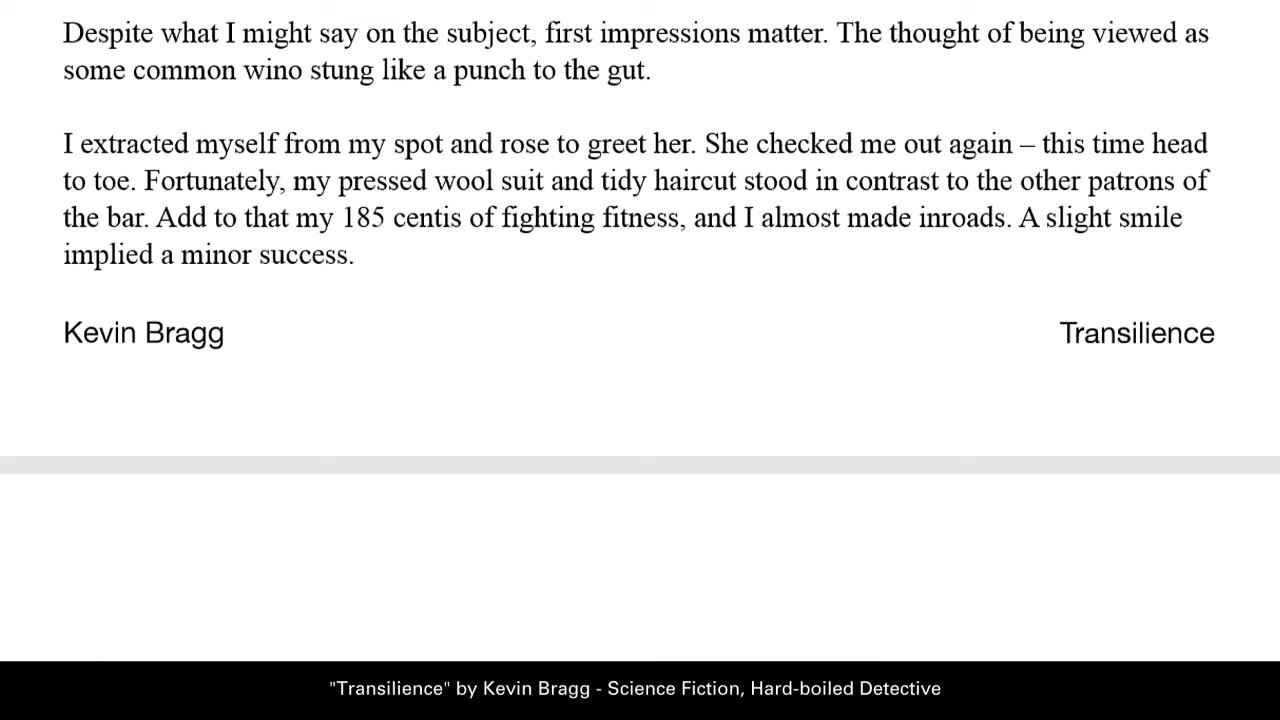 Despite what I might say on the subject, first impressions matter. The thought of being viewed as
some common wino stung like a punch to the gut.
I extracted myself from my spot and rose to greet her. She checked me out again – this time head
to toe. Fortunately, my pressed wool suit and tidy haircut stood in contrast to the other patrons of
the bar. Add to that my 185 centis of fighting fitness, and I almost made inroads. A slight smile
implied a minor success.
Kevin Bragg Transilience
"Transilience" by Kevin Bragg - Science Fiction, Hard-boiled Detective